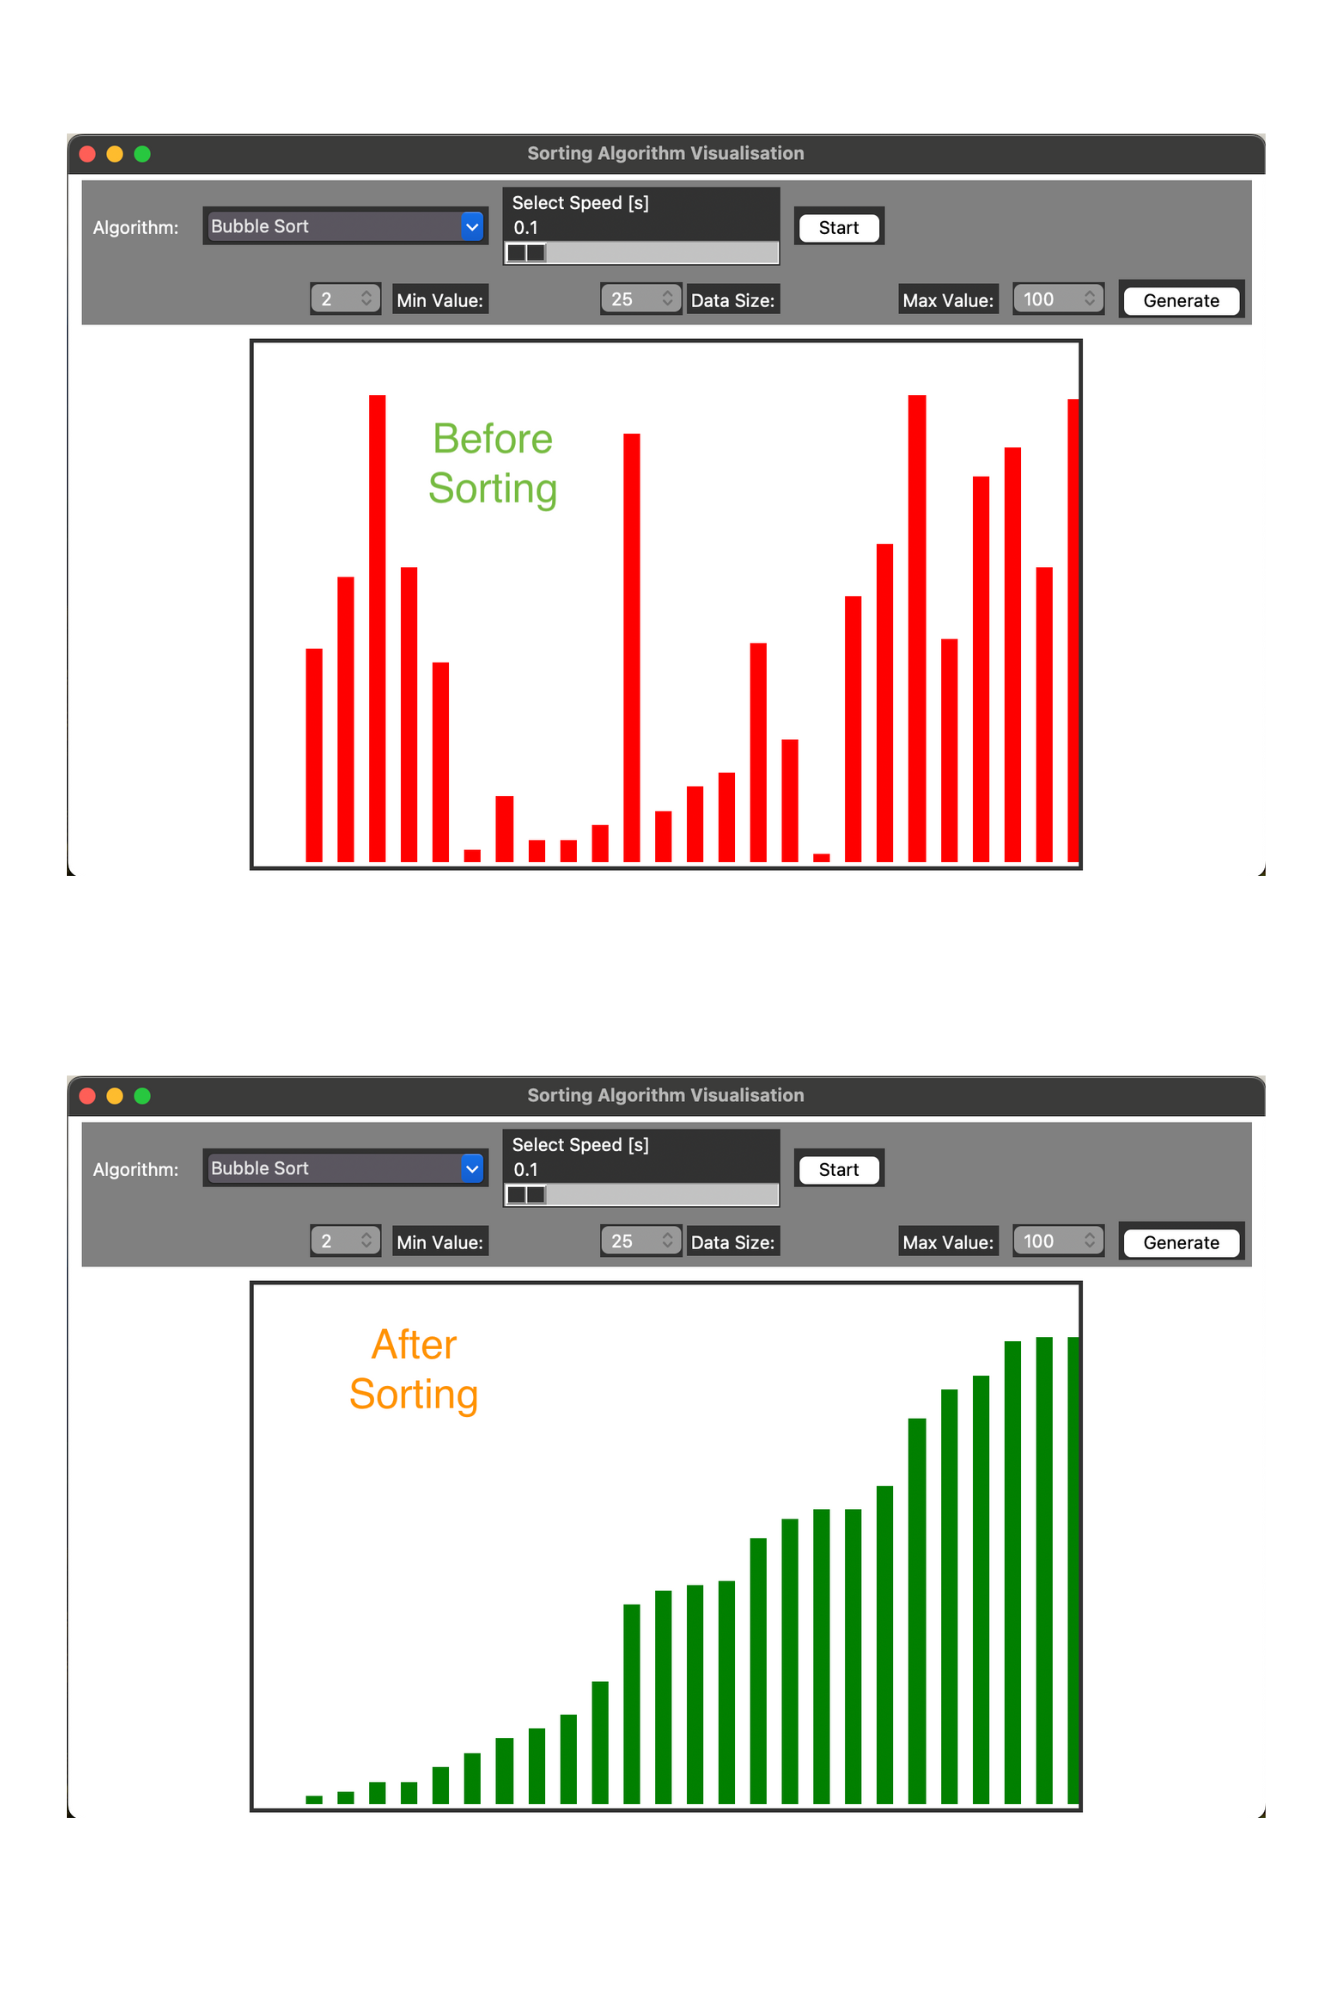 Sorting Algorithm Visualisation
Select Speed [s]
Algorithm: Bubble Sort 0.1 Start
2 Min Value: 25 Data Size: Max Value: 100 Generate
Before
Sorting
Sorting Algorithm Visualisation
Select Speed [s]
Algorithm: Bubble Sort 0.1 Start
2 Min Value: 25 Data Size: Max Value: 100 Generate
After
Sorting